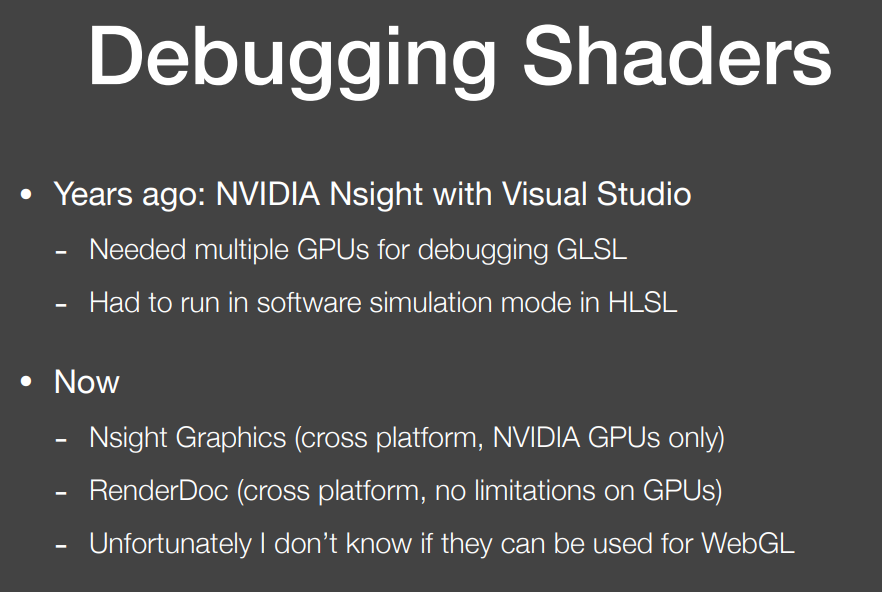 Debugging Shaders
• Years ago: NVIDIA Nsight with Visual Studio
- Needed multiple GPUs for debugging GLSL
- Had to run in software simulation mode in HLSL
• Now
- Nsight Graphics (cross platform, NVIDIA GPUs only)
- RenderDoc (cross platform, no limitations on GPUs)
- Unfortunately I don’t know if they can be used for WebGL